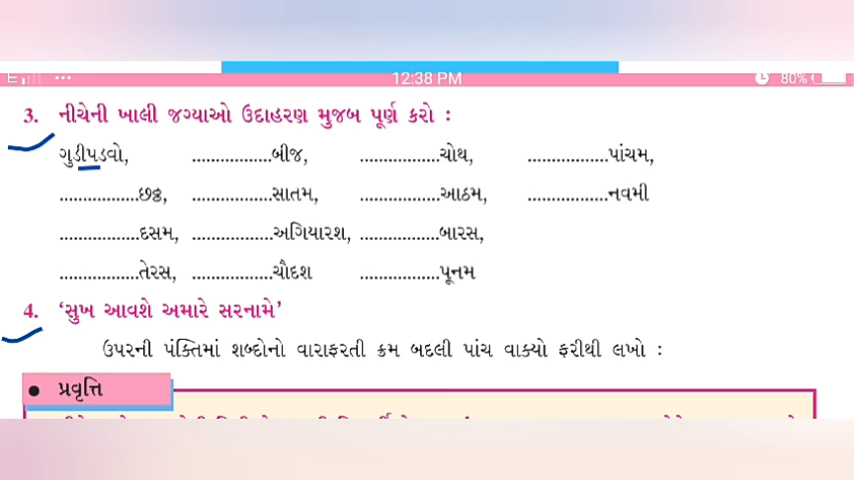 12:38 PM 80%
3. નીચેની ખાલી જગ્યાઓ ઉદાહરણ મુજબ પૂર્ણ કરો :
ગુડીપડવો, ................બીજ, ................ચોથ, ................પાંચમ,
................છઠ્ઠ, ................સાતમ, ................આઠમ, ................નવમી
................દસમ, ................અગિયારશ, ................બારસ,
................તેરસ, ................ચૌદશ ................પૂનમ
4. ‘સુખ આવશે અમારે સરનામે’
ઉપરની પંક્તિમાં શબ્દોનો વારાફરતી ક્રમ બદલી પાંચ વાક્યો ફરીથી લખો :
● પ્રવૃત્તિ